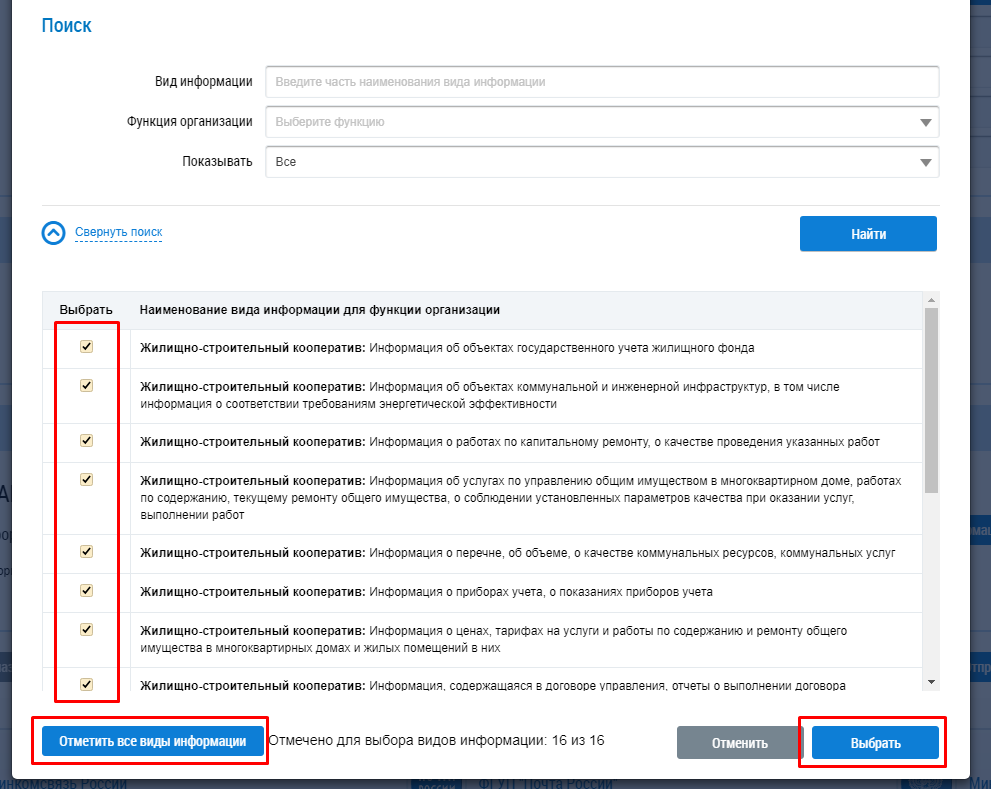 Поиск
Вид информации Введите часть наименования вида информации
Функция организации Выберите функцию
Показывать Все
Свернуть поиск
Найти
Выбрать Наименование вида информации для функции организации
Жилищно-строительный кооператив: Информация об объектах государственного учета жилищного фонда
Жилищно-строительный кооператив: Информация об объектах коммунальной и инженерной инфраструктур, в том числе
информация о соответствии требованиям энергетической эффективности
Жилищно-строительный кооператив: Информация о работах по капитальному ремонту, о качестве проведения указанных работ
Жилищно-строительный кооператив: Информация об услугах по управлению общим имуществом в многоквартирном доме, работах
по содержанию, текущему ремонту общего имущества, о соблюдении установленных параметров качества при оказании услуг,
выполнении работ
Жилищно-строительный кооператив: Информация о перечне, об объеме, о качестве коммунальных ресурсов, коммунальных услуг
Жилищно-строительный кооператив: Информация о приборах учета, о показаниях приборов учета
Жилищно-строительный кооператив: Информация о ценах, тарифах на услуги и работы по содержанию и ремонту общего
имущества в многоквартирных домах и жилых помещений в них
Жилищно-строительный кооператив: Информация, содержащаяся в договоре управления, отчеты о выполнении договора
Отметить все виды информации Отмечено для выбора видов информации: 16 из 16 Отменить Выбрать
инкомсвязь России ФГУП "Почта России"